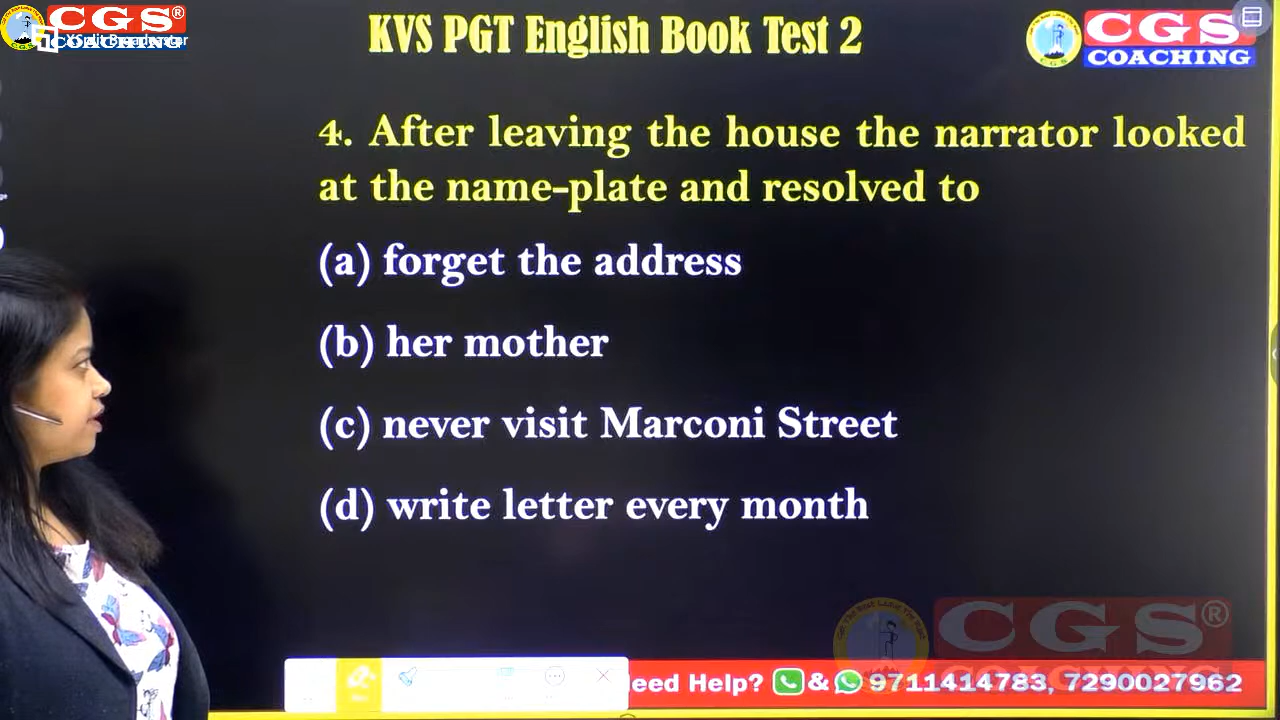 CGS®
COACHING
KVS PGT English Book Test 2
CGS
COACHING
4. After leaving the house the narrator looked
at the name-plate and resolved to
(a) forget the address
(b) her mother
(c) never visit Marconi Street
(d) write letter every month
CGS®
COACHING
eed Help? & 9711414783, 7290027962